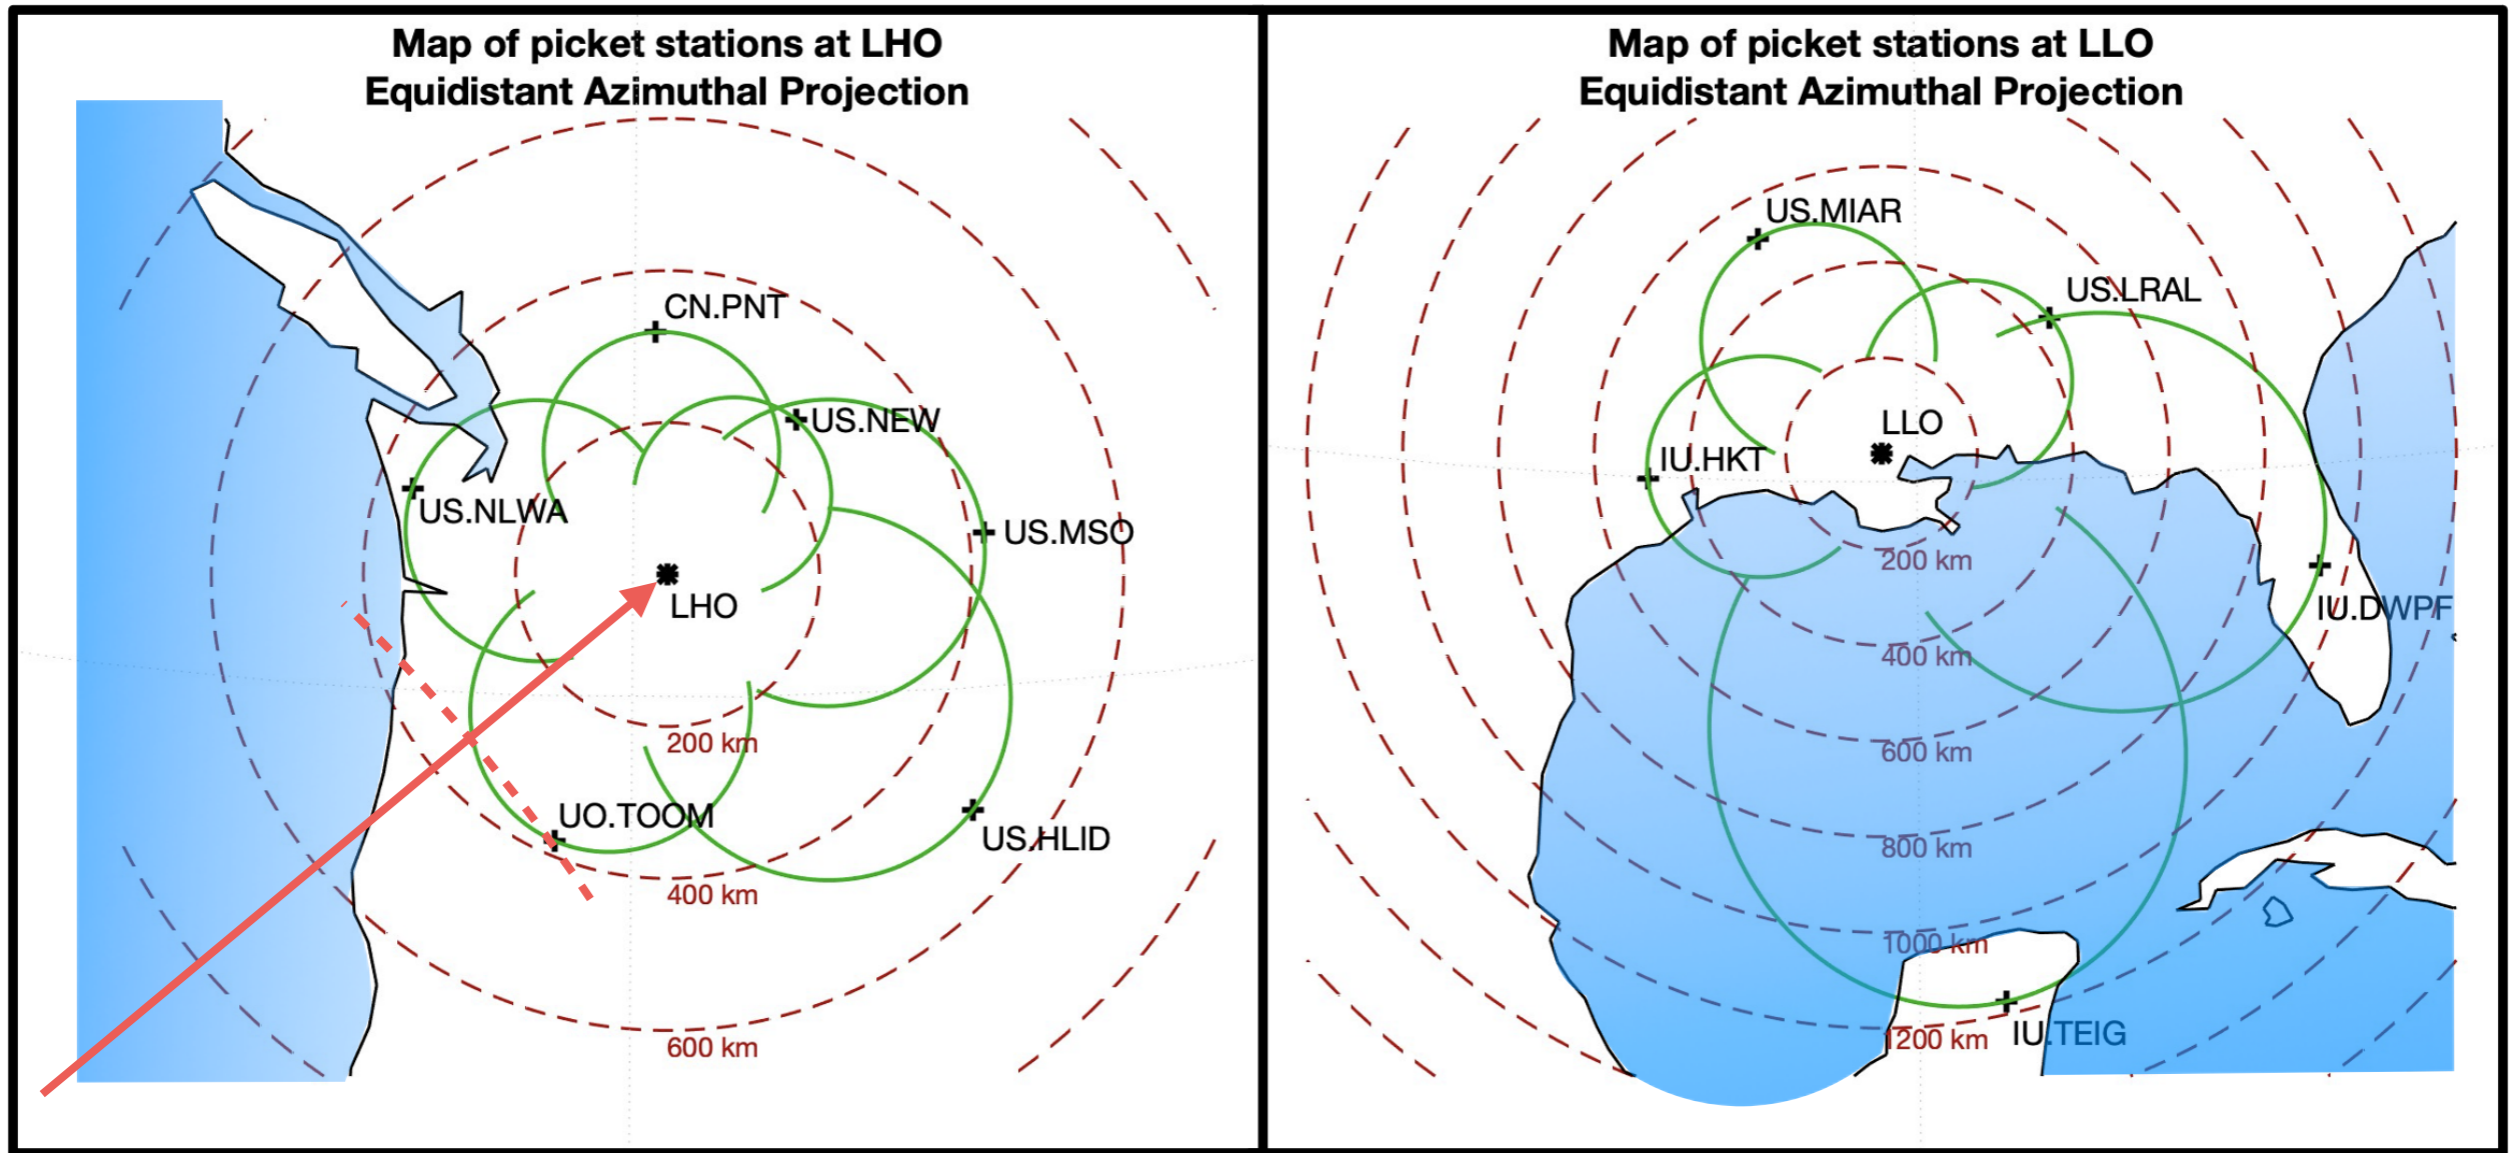 Map of picket stations at LHO
Equidistant Azimuthal Projection
CN.PNT
US.NEW
US.NLWA
US.MSO
LHO
200 km
UO.TOOM
US.HLID
400 km
600 km
Map of picket stations at LLO
Equidistant Azimuthal Projection
US.MIAR
US.LRAL
LLO
IU.HKT
200 km
IU.DWPF
400 km
600 km
800 km
1000 km
1200 km
IU.TEIG